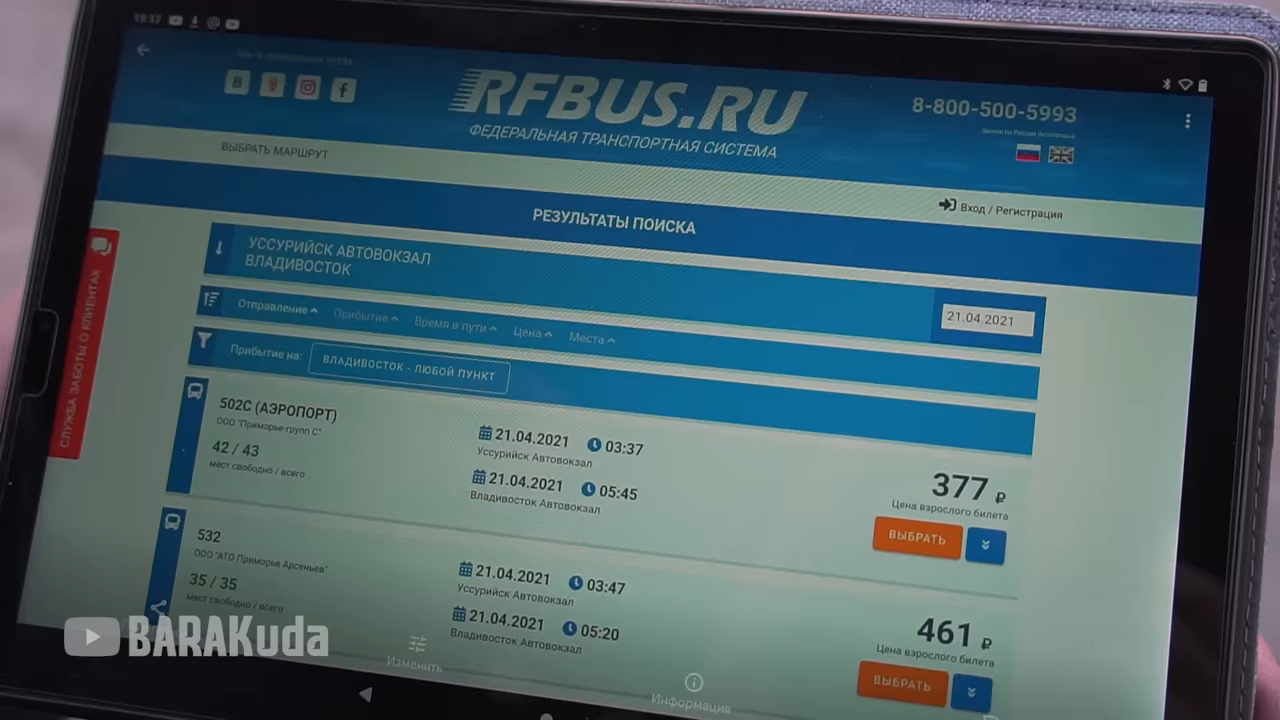 RFBUS.RU
ФЕДЕРАЛЬНАЯ ТРАНСПОРТНАЯ СИСТЕМА
8-800-500-5993
Звонок по России бесплатный
ВЫБРАТЬ МАРШРУТ
Вход / Регистрация
РЕЗУЛЬТАТЫ ПОИСКА
СЛУЖБА ЗАБОТЫ О КЛИЕНТАХ
УССУРИЙСК АВТОВОКЗАЛ
ВЛАДИВОСТОК
21.04.2021
Отправление Прибытие Время в пути Цена Места
Прибытие на: ВЛАДИВОСТОК - ЛЮБОЙ ПУНКТ
502С (АЭРОПОРТ)
ООО "Приморье-групп С"
42 / 43
мест свободно / всего
21.04.2021 03:37
Уссурийск Автовокзал
21.04.2021 05:45
Владивосток Автовокзал
377 ₽
Цена взрослого билета
ВЫБРАТЬ
532
ООО "АТО Приморье Арсеньев"
35 / 35
мест свободно / всего
21.04.2021 03:47
Уссурийск Автовокзал
21.04.2021 05:20
Владивосток Автовокзал
461 ₽
Цена взрослого билета
ВЫБРАТЬ
Изменить
Информация
BARAKuda